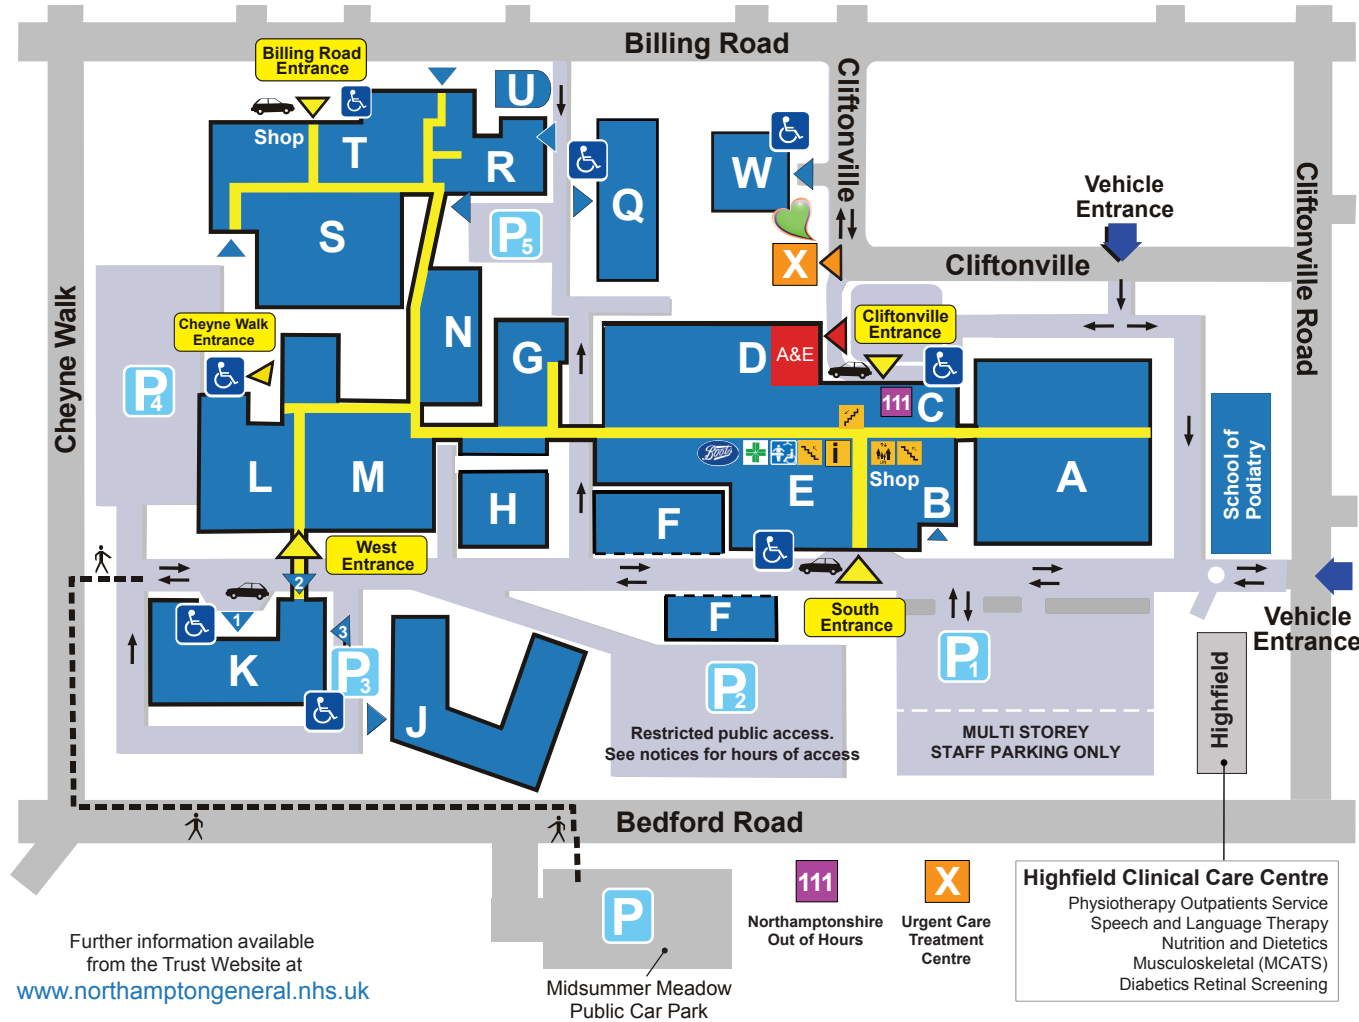 Billing Road
Billing Road
Entrance
U
Cliftonville
Shop
T
R
Q
W
Vehicle
Entrance
Cliftonville Road
S
P5
X
Cliftonville
Cheyne Walk
Cheyne Walk
Entrance
N
G
D
A&E
Cliftonville
Entrance
P4
111
C
Boots
i
LIFT
Shop
L
M
H
F
E
B
A
School of
Podiatry
West
Entrance
2
1
3
K
P3
J
F
South
Entrance
P1
P2
Vehicle
Entrance
Highfield
Restricted public access.
See notices for hours of access
MULTI STOREY
STAFF PARKING ONLY
Bedford Road
P
Midsummer Meadow
Public Car Park
111
Northamptonshire
Out of Hours
X
Urgent Care
Treatment
Centre
Highfield Clinical Care Centre
Physiotherapy Outpatients Service
Speech and Language Therapy
Nutrition and Dietetics
Musculoskeletal (MCATS)
Diabetics Retinal Screening
Further information available
from the Trust Website at
www.northamptongeneral.nhs.uk